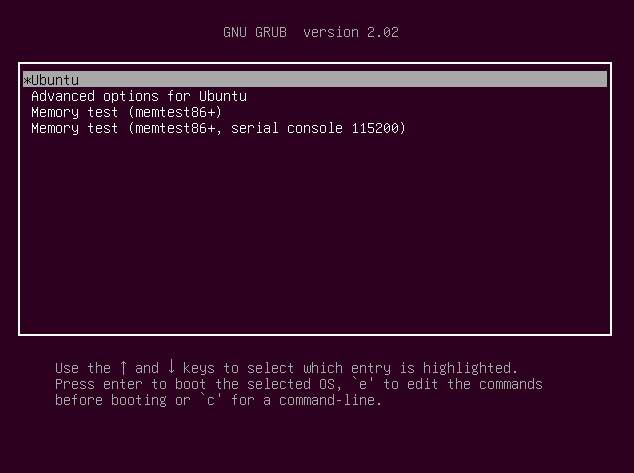 GNU GRUB  version 2.02
*Ubuntu
Advanced options for Ubuntu
Memory test (memtest86+)
Memory test (memtest86+, serial console 115200)
Use the ↑ and ↓ keys to select which entry is highlighted.
Press enter to boot the selected OS, `e' to edit the commands
before booting or `c' for a command-line.